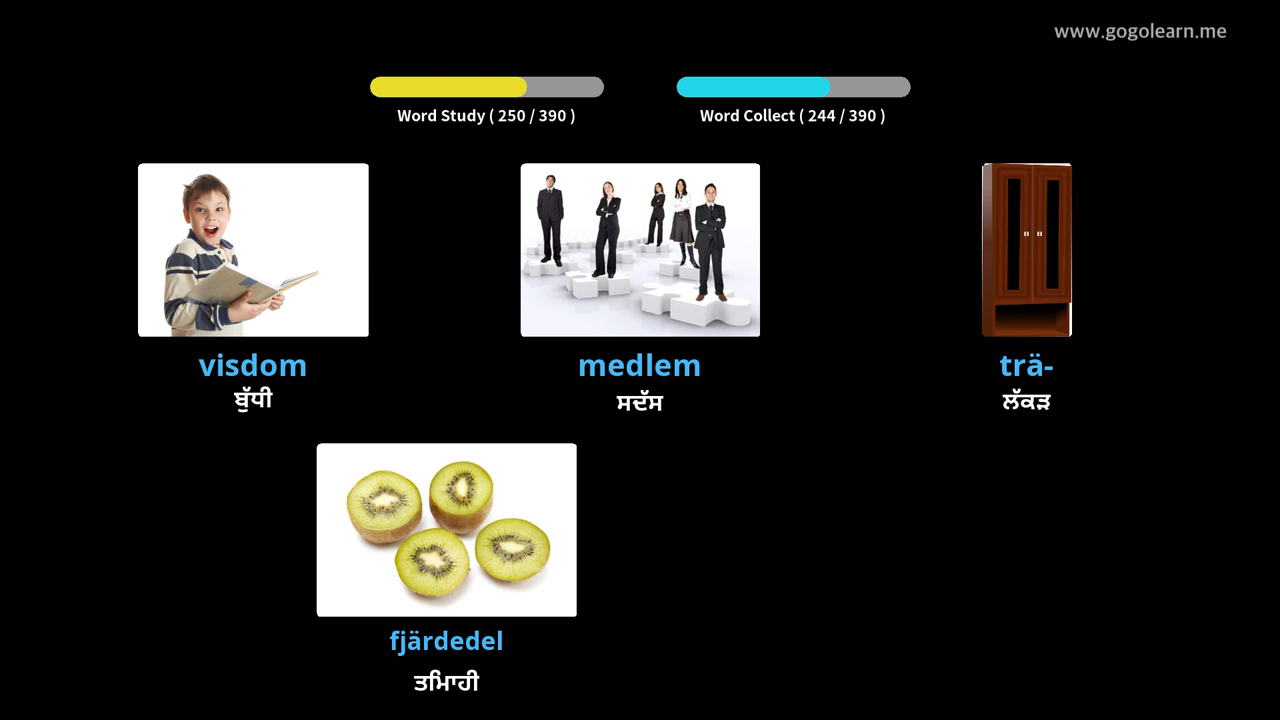 www.gogolearn.me
Word Study ( 250 / 390 )
Word Collect ( 244 / 390 )
visdom
ਬੁੱਧੀ
medlem
ਸਦੱਸ
trä-
ਲੱਕੜ
fjärdedel
ਤਿਮਾਹੀ